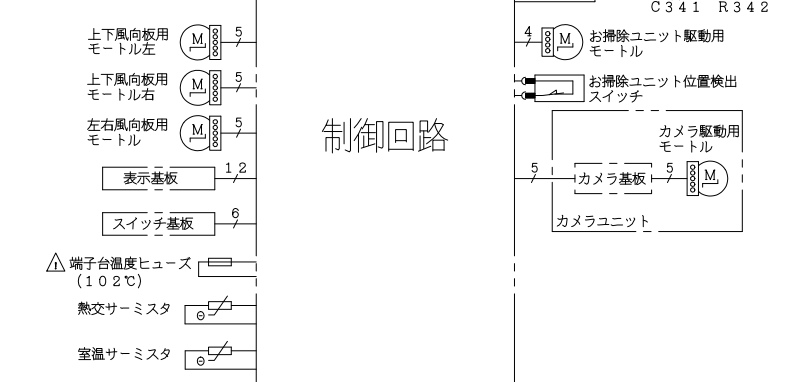 C341 R342
上下風向板用
モートル左
M
5
上下風向板用
モートル右
M
5
左右風向板用
モートル
M
5
表示基板
12
スイッチ基板
6
端子台温度ヒューズ
(102℃)
熱交サーミスタ
θ
室温サーミスタ
θ
制御回路
4
M
お掃除ユニット駆動用
モートル
お掃除ユニット位置検出
スイッチ
カメラ駆動用
モートル
5
カメラ基板
5
M
カメラユニット